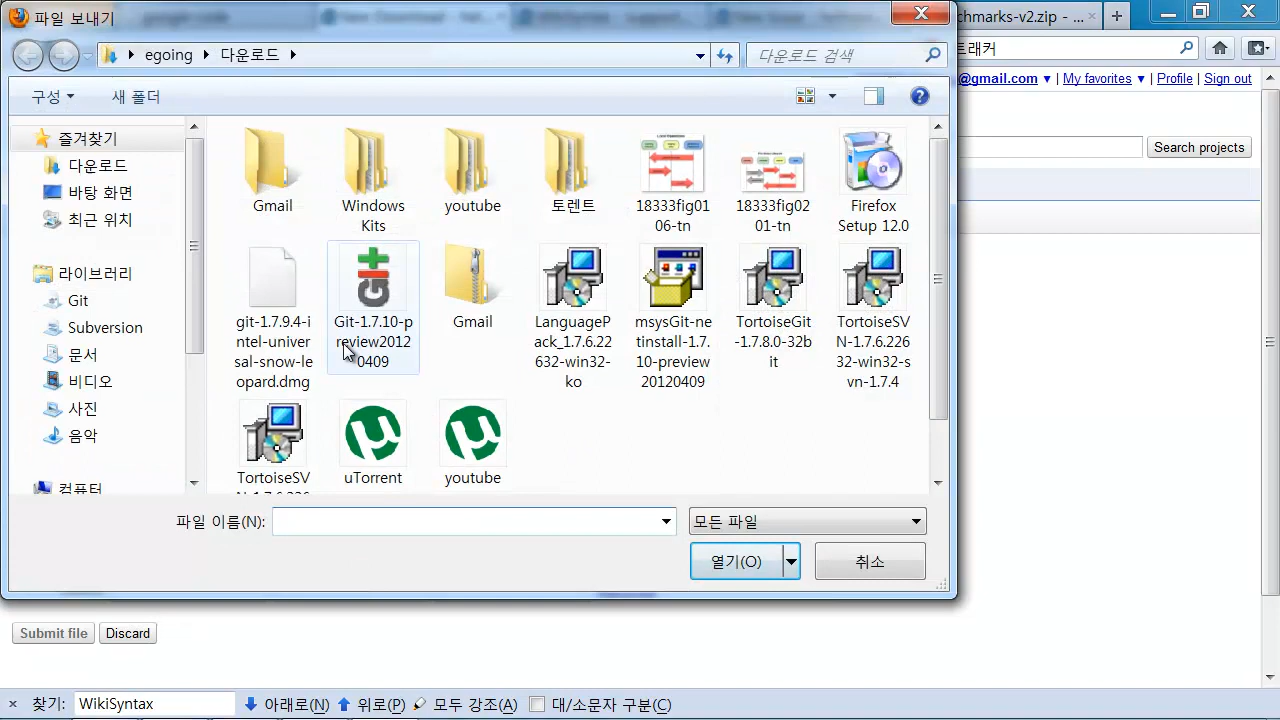 파일 보내기
chmarks-v2.zip - ...
egoing
다운로드
다운로드 검색
트래커
@gmail.com ▼ | My favorites ▼ | Profile | Sign out
구성
새 폴더
Search projects
즐겨찾기
다운로드
바탕 화면
최근 위치
라이브러리
Git
Subversion
문서
비디오
사진
음악
컴퓨터
Gmail
Windows
Kits
youtube
토렌트
18333fig01
06-tn
18333fig02
01-tn
Firefox
Setup 12.0
git-1.7.9.4-i
ntel-univer
sal-snow-le
opard.dmg
Git-1.7.10-p
review2012
0409
Gmail
LanguageP
ack_1.7.6.22
632-win32-
ko
msysGit-ne
tinstall-1.7.
10-preview
20120409
TortoiseGit
-1.7.8.0-32b
it
TortoiseSV
N-1.7.6.226
32-win32-s
vn-1.7.4
TortoiseSV
N-1.7.6.226
uTorrent
youtube
파일 이름(N):
모든 파일
열기(O)
취소
Submit file
Discard
× 찾기: WikiSyntax 아래로(N) 위로(P) 모두 강조(A) 대/소문자 구분(C)